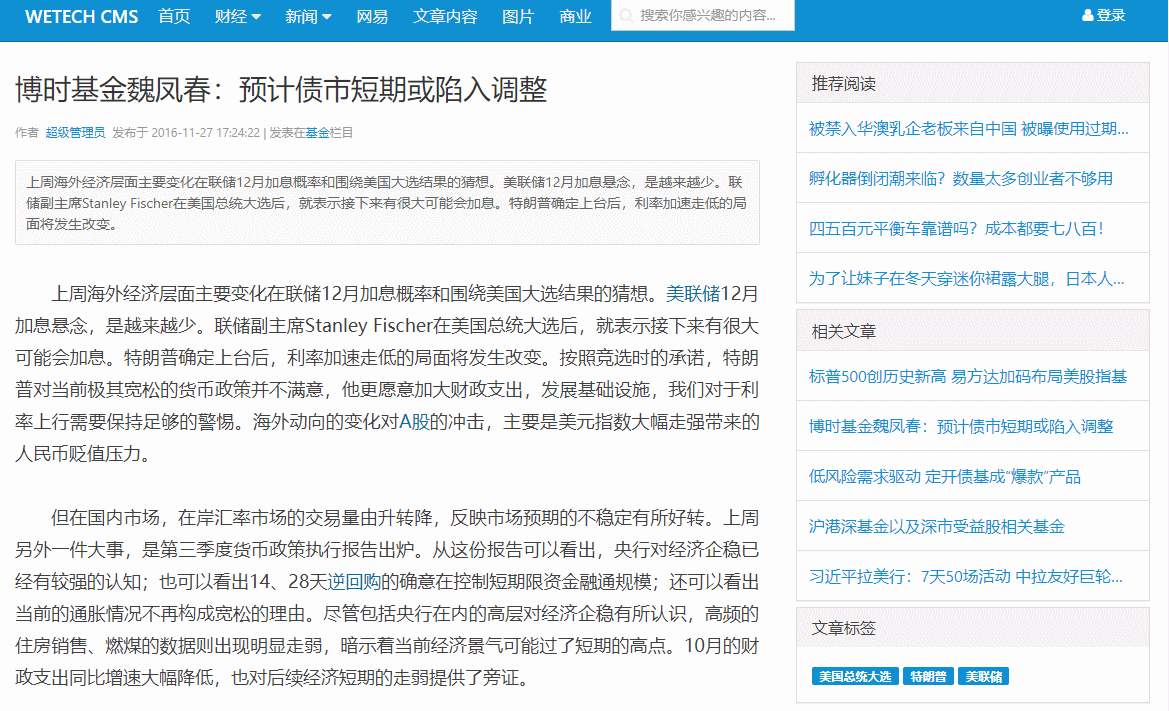 WETECH CMS 首页 财经 新闻 网易 文章内容 图片 商业 搜索你感兴趣的内容... 登录
博时基金魏凤春：预计债市短期或陷入调整
作者 超级管理员 发布于 2016-11-27 17:24:22 | 发表在基金栏目
上周海外经济层面主要变化在联储12月加息概率和围绕美国大选结果的猜想。美联储12月加息悬念，是越来越少。联
储副主席Stanley Fischer在美国总统大选后，就表示接下来有很大可能会加息。特朗普确定上台后，利率加速走低的局
面将发生改变。
上周海外经济层面主要变化在联储12月加息概率和围绕美国大选结果的猜想。美联储12月
加息悬念，是越来越少。联储副主席Stanley Fischer在美国总统大选后，就表示接下来有很大
可能会加息。特朗普确定上台后，利率加速走低的局面将发生改变。按照竞选时的承诺，特朗
普对当前极其宽松的货币政策并不满意，他更愿意加大财政支出，发展基础设施，我们对于利
率上行需要保持足够的警惕。海外动向的变化对A股的冲击，主要是美元指数大幅走强带来的
人民币贬值压力。
但在国内市场，在岸汇率市场的交易量由升转降，反映市场预期的不稳定有所好转。上周
另外一件大事，是第三季度货币政策执行报告出炉。从这份报告可以看出，央行对经济企稳已
经有较强的认知；也可以看出14、28天逆回购的确意在控制短期限资金融通规模；还可以看出
当前的通胀情况不再构成宽松的理由。尽管包括央行在内的高层对经济企稳有所认识，高频的
住房销售、燃煤的数据则出现明显走弱，暗示着当前经济景气可能过了短期的高点。10月的财
政支出同比增速大幅降低，也对后续经济短期的走弱提供了旁证。
推荐阅读
被禁入华澳乳企老板来自中国 被曝使用过期...
孵化器倒闭潮来临？数量太多创业者不够用
四五百元平衡车靠谱吗？成本都要七八百！
为了让妹子在冬天穿迷你裙露大腿，日本人...
相关文章
标普500创历史新高 易方达加码布局美股指基
博时基金魏凤春：预计债市短期或陷入调整
低风险需求驱动 定开债基成“爆款”产品
沪港深基金以及深市受益股相关基金
习近平拉美行：7天50场活动 中拉友好巨轮...
文章标签
美国总统大选 特朗普 美联储